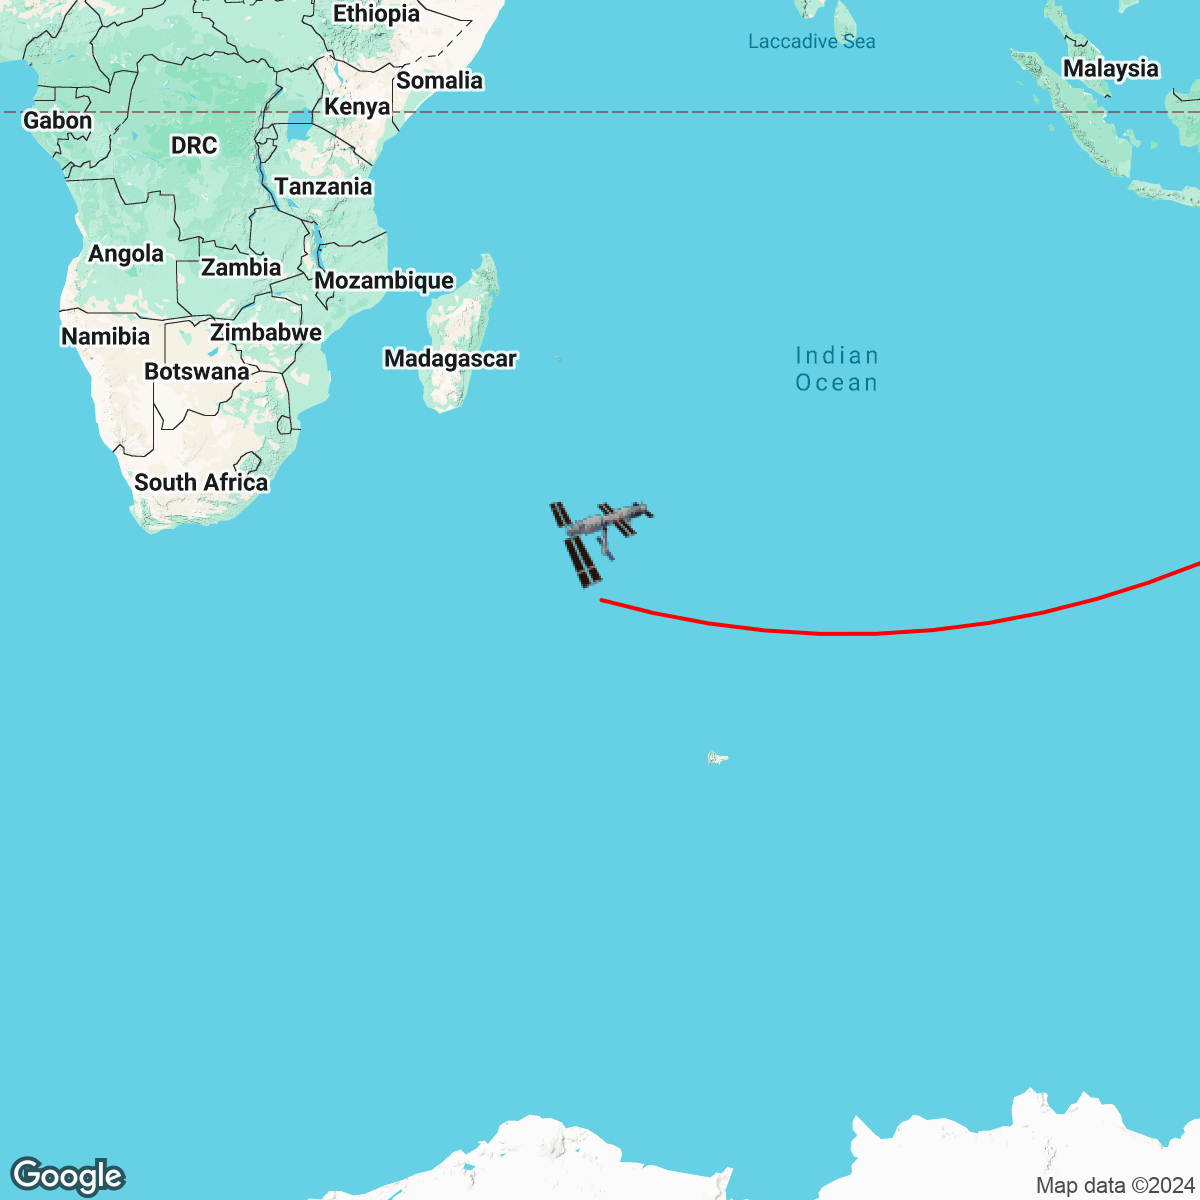 Ethiopia
Laccadive Sea
Malaysia
Somalia
Kenya
Gabon
DRC
Tanzania
Angola
Zambia
Mozambique
Namibia
Zimbabwe
Indian
Ocean
Madagascar
Botswana
South Africa
Google
Map data ©2024